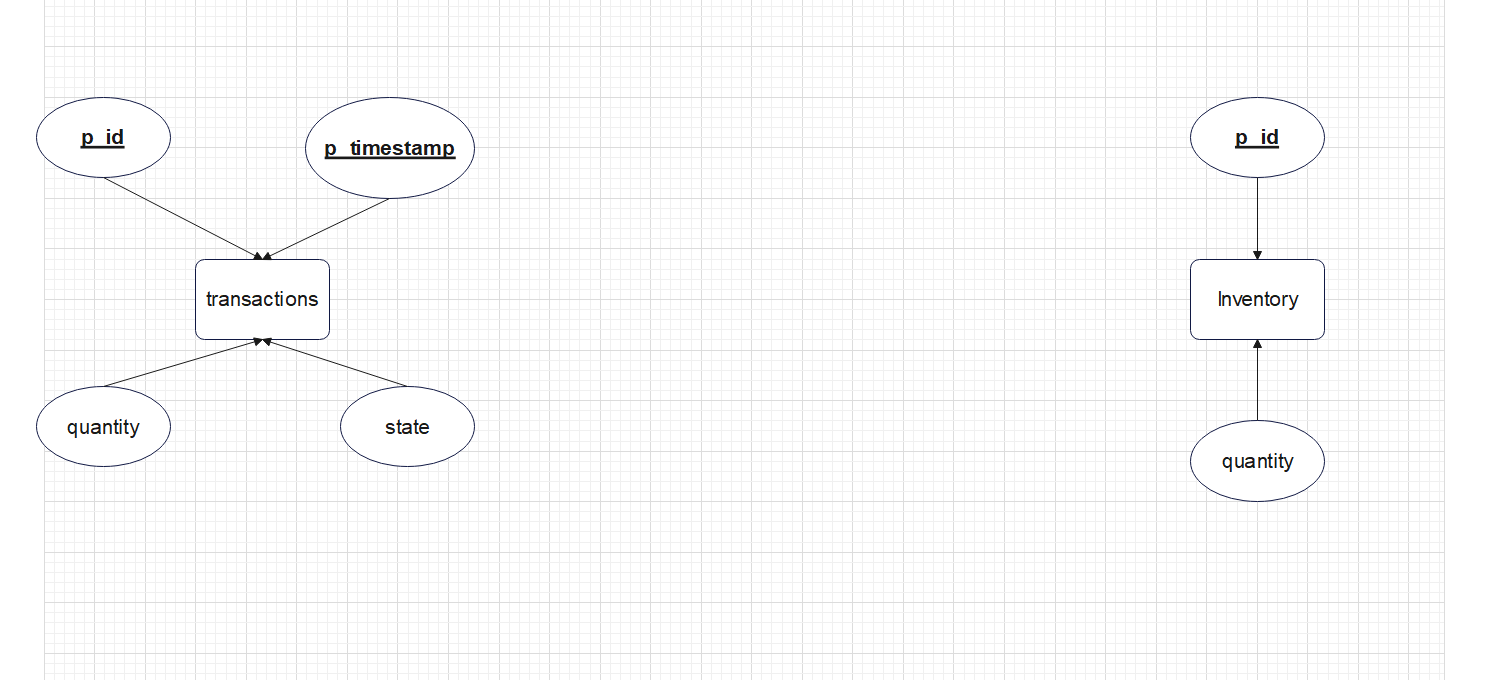 p_id
p_timestamp
p_id
transactions
Inventory
quantity
state
quantity